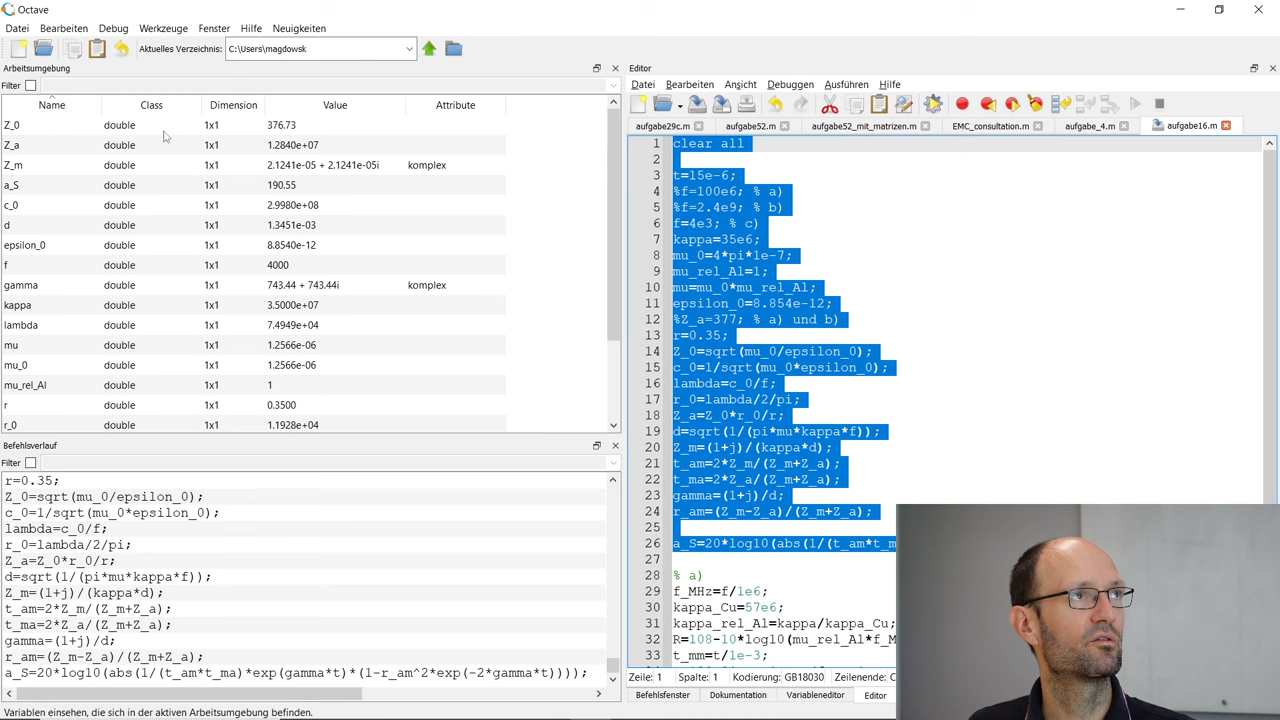 Octave
Datei Bearbeiten Debug Werkzeuge Fenster Hilfe Neuigkeiten
Aktuelles Verzeichnis: C:\Users\magdowsk
Arbeitsumgebung
Filter
Name Class Dimension Value Attribute
Z_0 double 1x1 376.73
Z_a double 1x1 1.2840e+07
Z_m double 1x1 2.1241e-05 + 2.1241e-05i komplex
a_S double 1x1 190.55
c_0 double 1x1 2.9980e+08
d double 1x1 1.3451e-03
epsilon_0 double 1x1 8.8540e-12
f double 1x1 4000
gamma double 1x1 743.44 + 743.44i komplex
kappa double 1x1 3.5000e+07
lambda double 1x1 7.4949e+04
mu double 1x1 1.2566e-06
mu_0 double 1x1 1.2566e-06
mu_rel_Al double 1x1 1
r double 1x1 0.3500
r_0 double 1x1 1.1928e+04
Befehlsverlauf
Filter
r=0.35;
Z_0=sqrt(mu_0/epsilon_0);
c_0=1/sqrt(mu_0*epsilon_0);
lambda=c_0/f;
r_0=lambda/2/pi;
Z_a=Z_0*r_0/r;
d=sqrt(1/(pi*mu*kappa*f));
Z_m=(1+j)/(kappa*d);
t_am=2*Z_m/(Z_m+Z_a);
t_ma=2*Z_a/(Z_m+Z_a);
gamma=(1+j)/d;
r_am=(Z_m-Z_a)/(Z_m+Z_a);
a_S=20*log10(abs(1/(t_am*t_ma)*exp(gamma*t)*(1-r_am^2*exp(-2*gamma*t))));
Variablen einsehen, die sich in der aktiven Arbeitsumgebung befinden.
Editor
Datei Bearbeiten Ansicht Debuggen Ausführen Hilfe
aufgabe29c.m aufgabe52.m aufgabe52_mit_matrizen.m EMC_consultation.m aufgabe_4.m aufgabe16.m
1 clear all
2
3 t=15e-6;
4 %f=100e6; % a)
5 %f=2.4e9; % b)
6 f=4e3; % c)
7 kappa=35e6;
8 mu_0=4*pi*1e-7;
9 mu_rel_Al=1;
10 mu=mu_0*mu_rel_Al;
11 epsilon_0=8.854e-12;
12 %Z_a=377; % a) und b)
13 r=0.35;
14 Z_0=sqrt(mu_0/epsilon_0);
15 c_0=1/sqrt(mu_0*epsilon_0);
16 lambda=c_0/f;
17 r_0=lambda/2/pi;
18 Z_a=Z_0*r_0/r;
19 d=sqrt(1/(pi*mu*kappa*f));
20 Z_m=(1+j)/(kappa*d);
21 t_am=2*Z_m/(Z_m+Z_a);
22 t_ma=2*Z_a/(Z_m+Z_a);
23 gamma=(1+j)/d;
24 r_am=(Z_m-Z_a)/(Z_m+Z_a);
25
26 a_S=20*log10(abs(1/(t_am*t_m
27
28 % a)
29 f_MHz=f/1e6;
30 kappa_Cu=57e6;
31 kappa_rel_Al=kappa/kappa_Cu;
32 R=108-10*log10(mu_rel_Al*f_M
33 t_mm=t/1e-3;
Zeile: 1 Spalte: 1 Kodierung: GB18030 Zeilenende: C
Befehlsfenster Dokumentation Variableneditor Editor